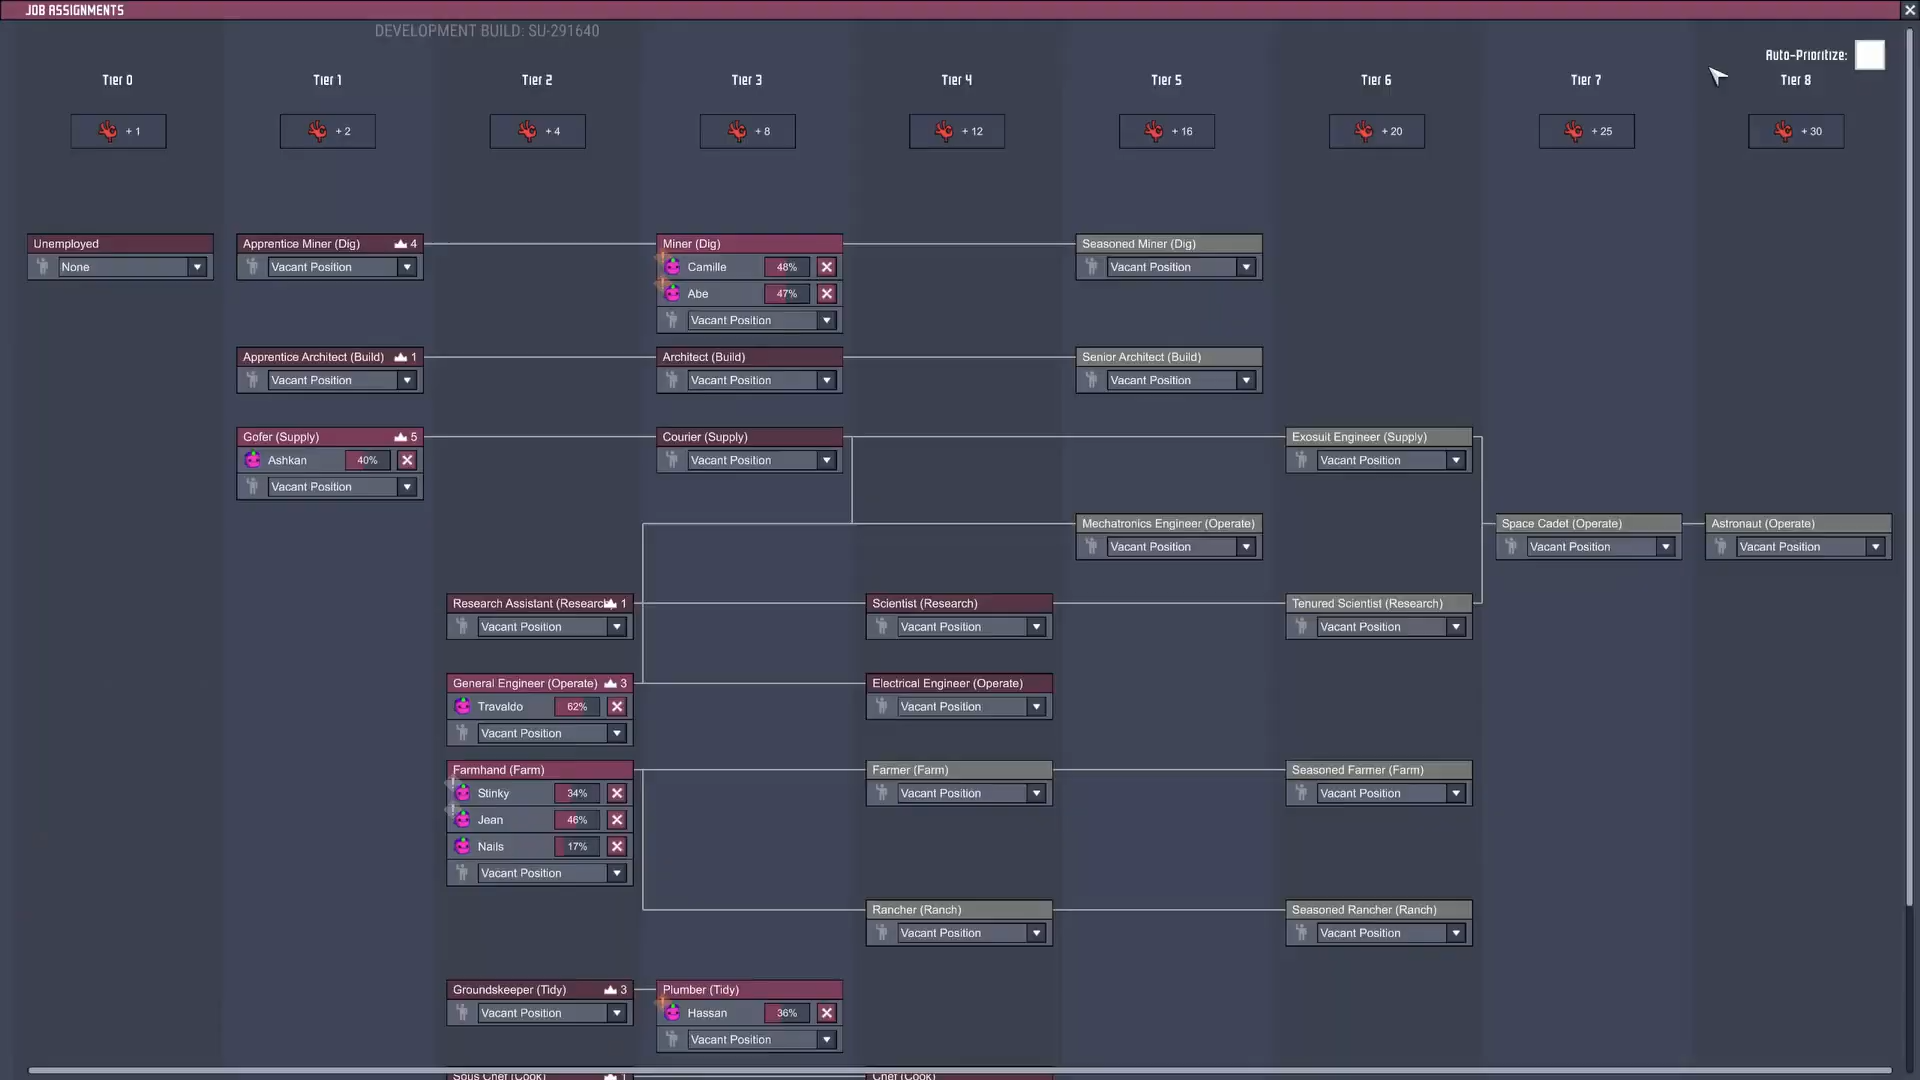 JOB ASSIGNMENTS
DEVELOPMENT BUILD: SU-291640
Auto-Prioritize:
Tier 0
Tier 1
Tier 2
Tier 3
Tier 4
Tier 5
Tier 6
Tier 7
Tier 8
+ 1
+ 2
+ 4
+ 8
+ 12
+ 16
+ 20
+ 25
+ 30
Unemployed
None
Apprentice Miner (Dig) 4
Vacant Position
Miner (Dig)
Camille 48%
Abe 47%
Vacant Position
Seasoned Miner (Dig)
Vacant Position
Apprentice Architect (Build) 1
Vacant Position
Architect (Build)
Vacant Position
Senior Architect (Build)
Vacant Position
Gofer (Supply) 5
Ashkan 40%
Vacant Position
Courier (Supply)
Vacant Position
Exosuit Engineer (Supply)
Vacant Position
Mechatronics Engineer (Operate)
Vacant Position
Space Cadet (Operate)
Vacant Position
Astronaut (Operate)
Vacant Position
Research Assistant (Research 1
Vacant Position
Scientist (Research)
Vacant Position
Tenured Scientist (Research)
Vacant Position
General Engineer (Operate) 3
Travaldo 62%
Vacant Position
Electrical Engineer (Operate)
Vacant Position
Farmhand (Farm)
Stinky 34%
Jean 46%
Nails 17%
Vacant Position
Farmer (Farm)
Vacant Position
Seasoned Farmer (Farm)
Vacant Position
Rancher (Ranch)
Vacant Position
Seasoned Rancher (Ranch)
Vacant Position
Groundskeeper (Tidy) 3
Vacant Position
Plumber (Tidy)
Hassan 36%
Vacant Position
Sous Chef (Cook) 1
Chef (Cook)